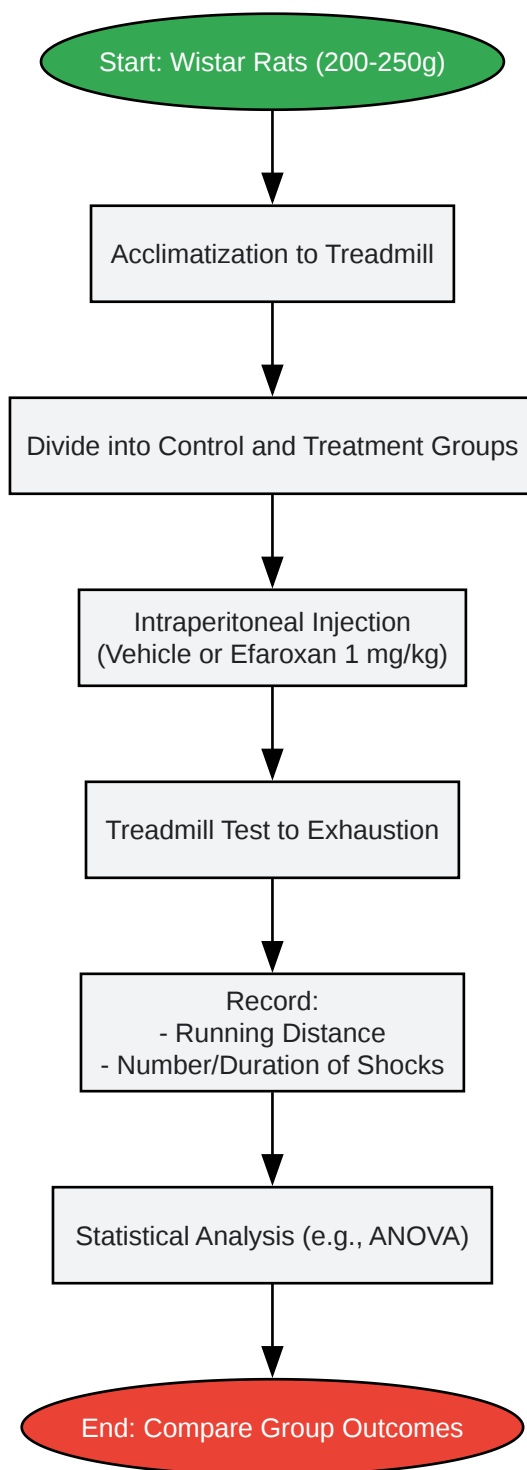 Start: Wistar Rats (200-250g)
Acclimatization to Treadmill
Divide into Control and Treatment Groups
Intraperitoneal Injection
(Vehicle or Efaroxan 1 mg/kg)
Treadmill Test to Exhaustion
Record:
- Running Distance
- Number/Duration of Shocks
Statistical Analysis (e.g., ANOVA)
End: Compare Group Outcomes